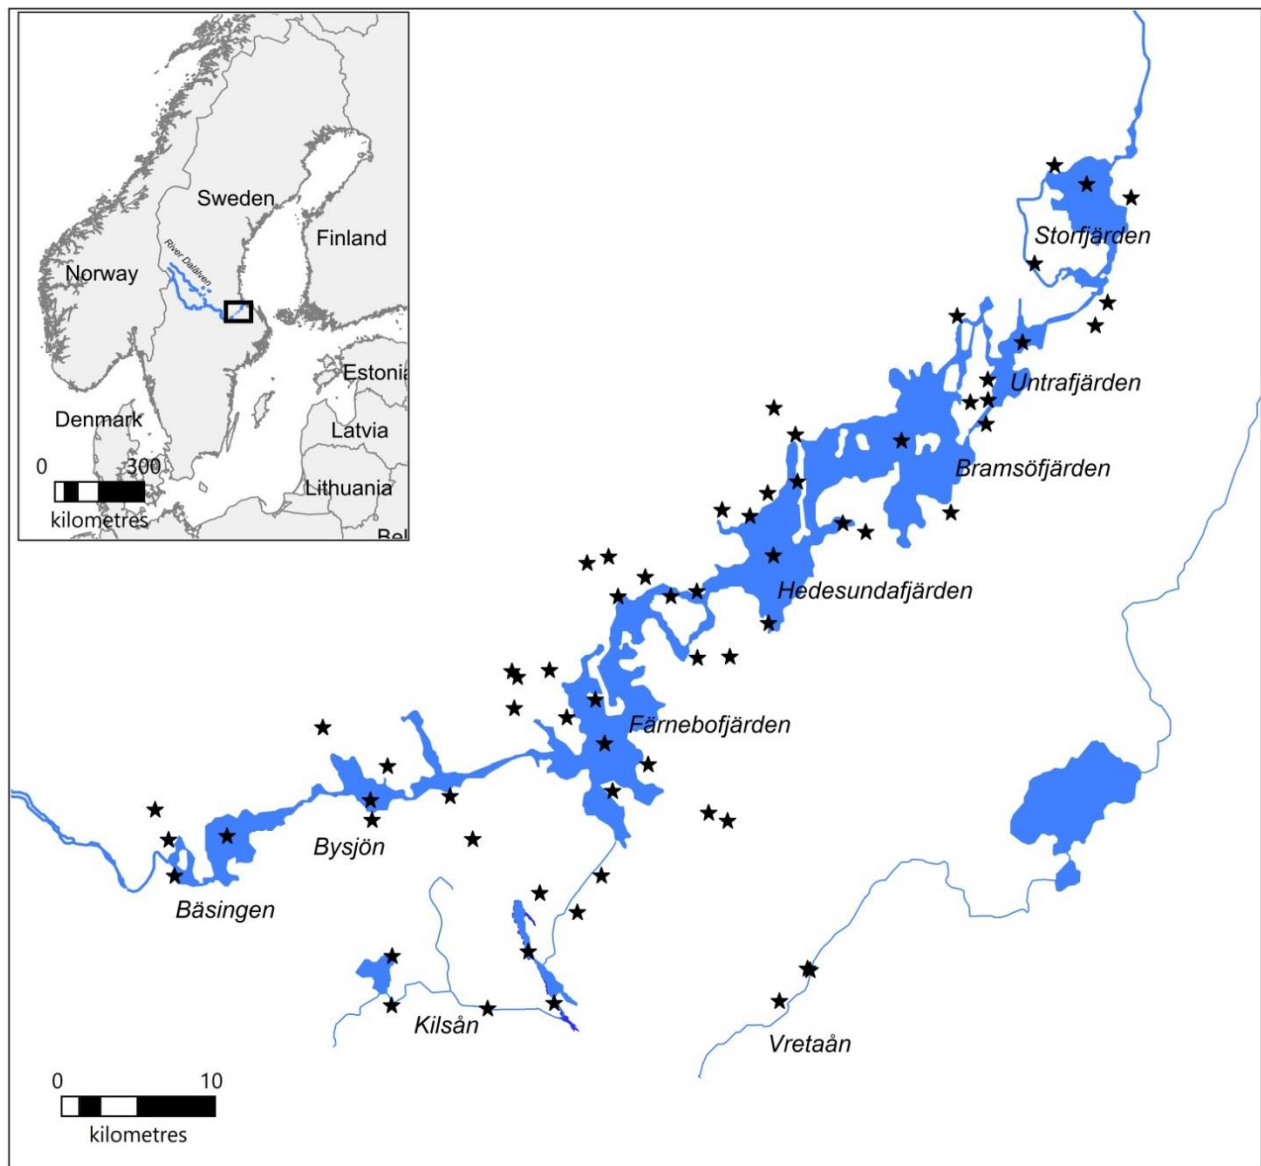 Sweden
Finland
Norway
River Dalälven
Estonia
Denmark
Latvia
Lithuania
Bel
0 300
kilometres
Storfjärden
Untrafjärden
Bramsöfjärden
Hedesundafjärden
Färnebofjärden
Bysjön
Bäsingen
Kilsån
Vretaån
0 10
kilometres